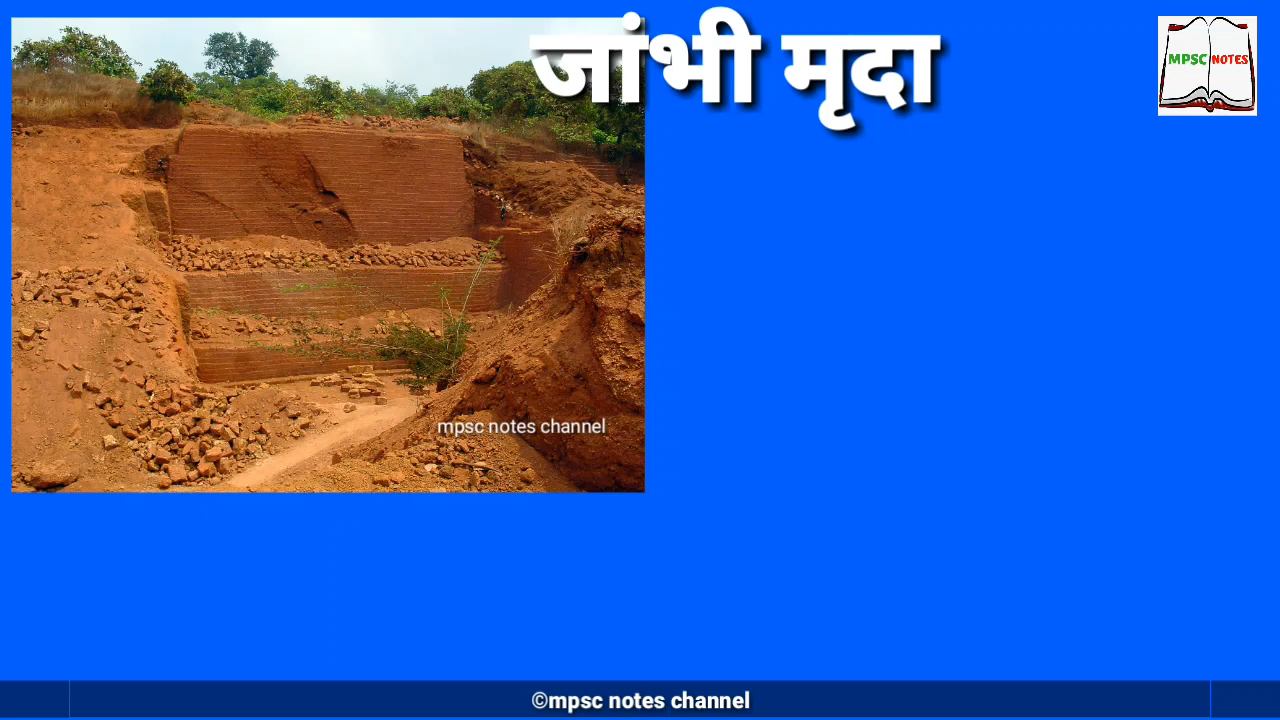 जांभी मृदा
MPSC NOTES
mpsc notes channel
©mpsc notes channel